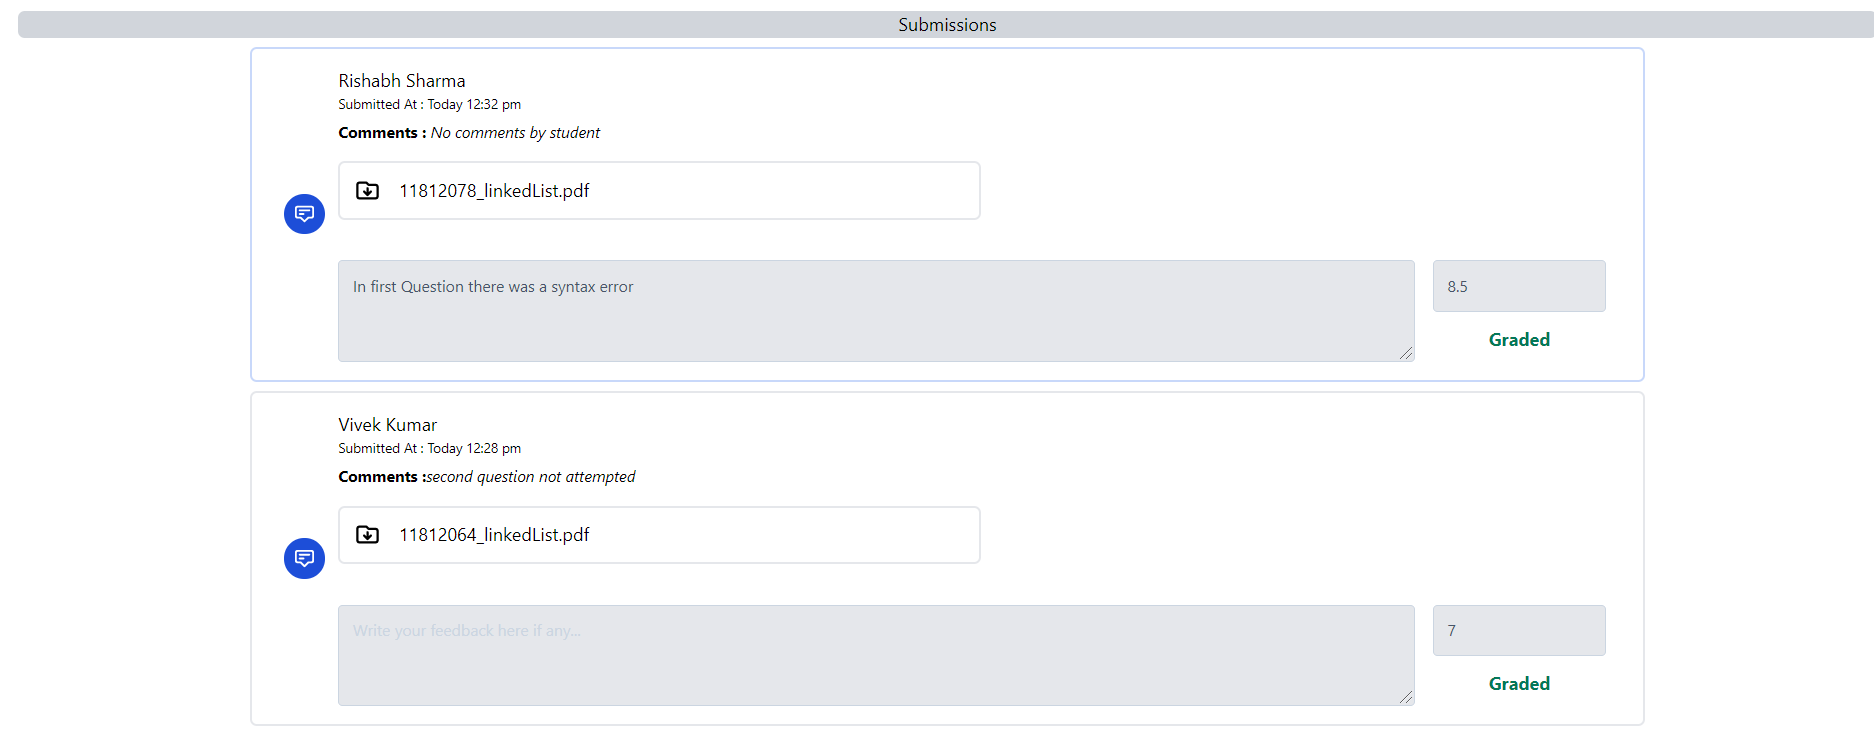 Submissions
Rishabh Sharma
Submitted At : Today 12:32 pm
Comments : No comments by student
11812078_linkedList.pdf
In first Question there was a syntax error
8.5
Graded
Vivek Kumar
Submitted At : Today 12:28 pm
Comments :second question not attempted
11812064_linkedList.pdf
Write your feedback here if any...
7
Graded